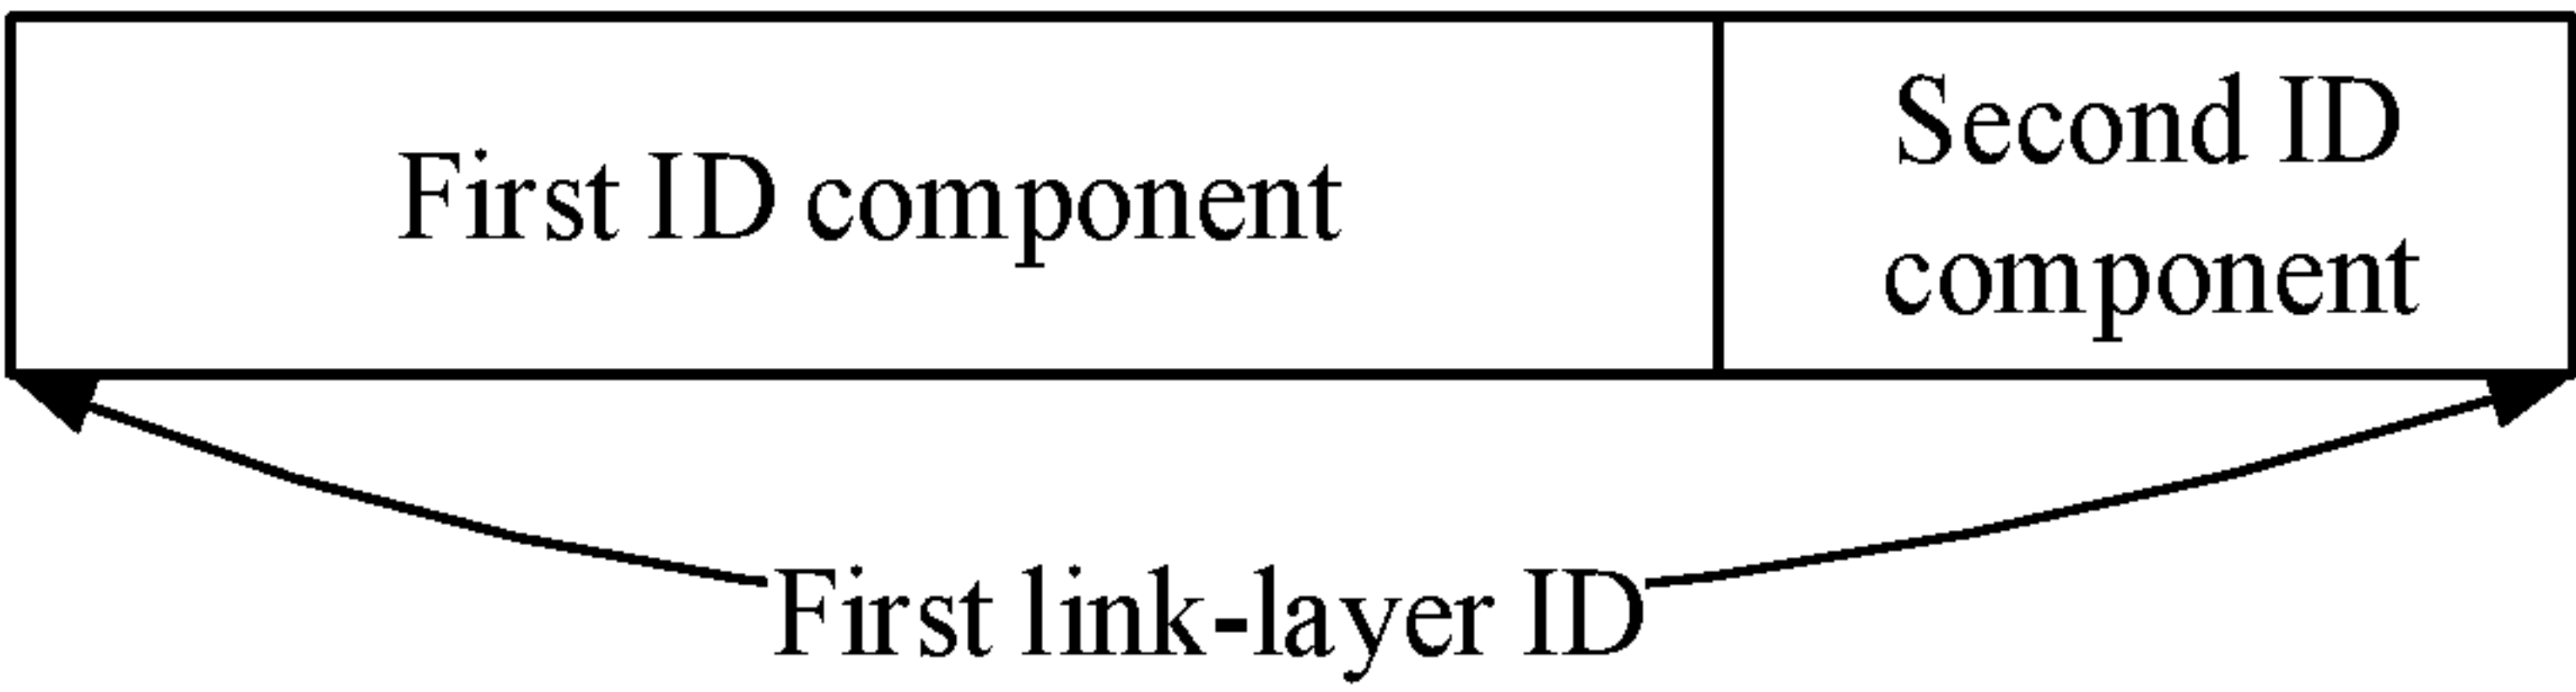 First ID component
Second ID
component
First link-layer ID